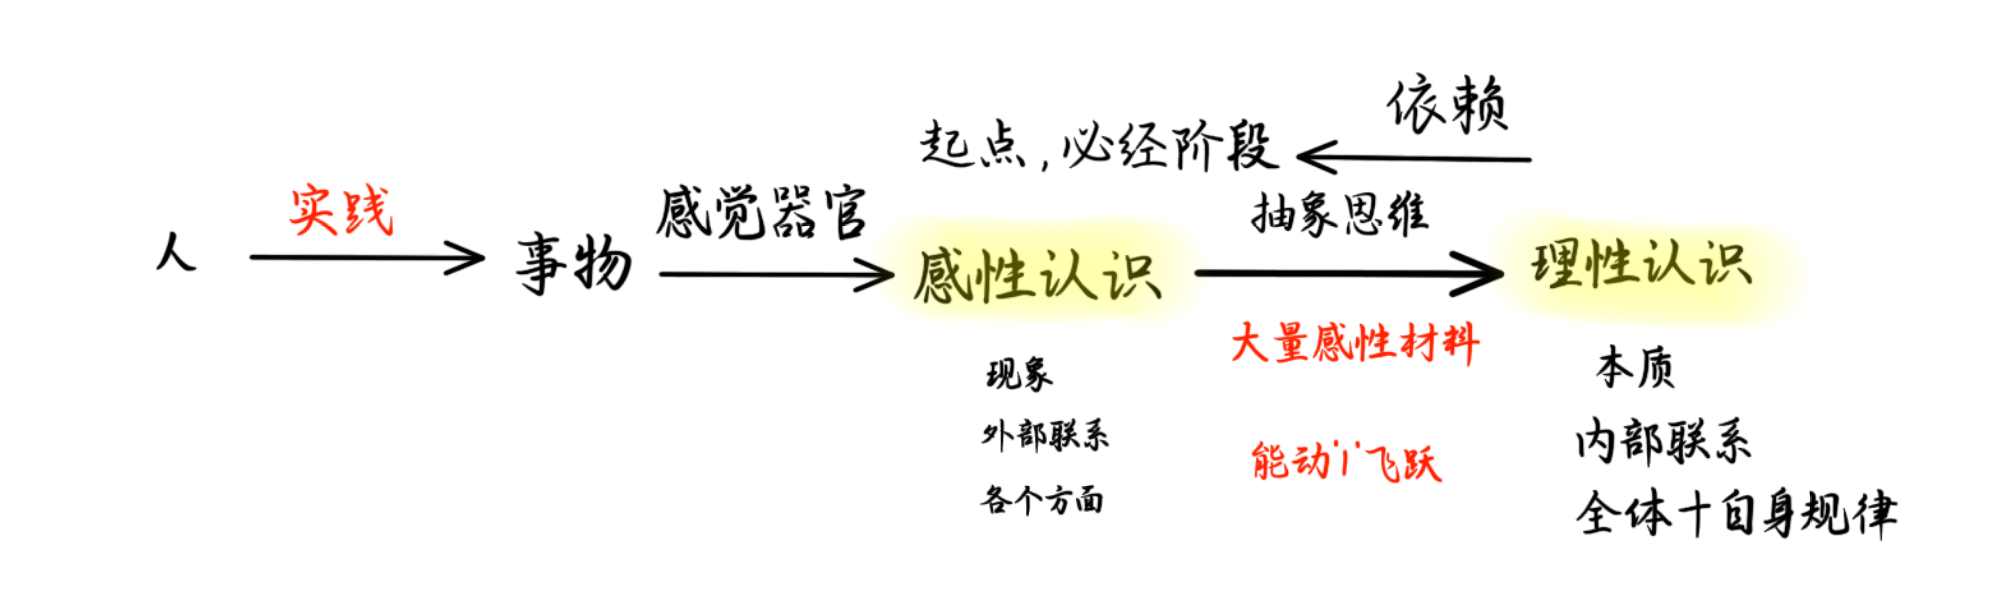 依赖
起点,必经阶段
实践
感觉器官
抽象思维
人
事物
感性认识
理性认识
大量感性材料
现象
本质
外部联系
内部联系
能动 飞跃
各个方面
全体十自身规律